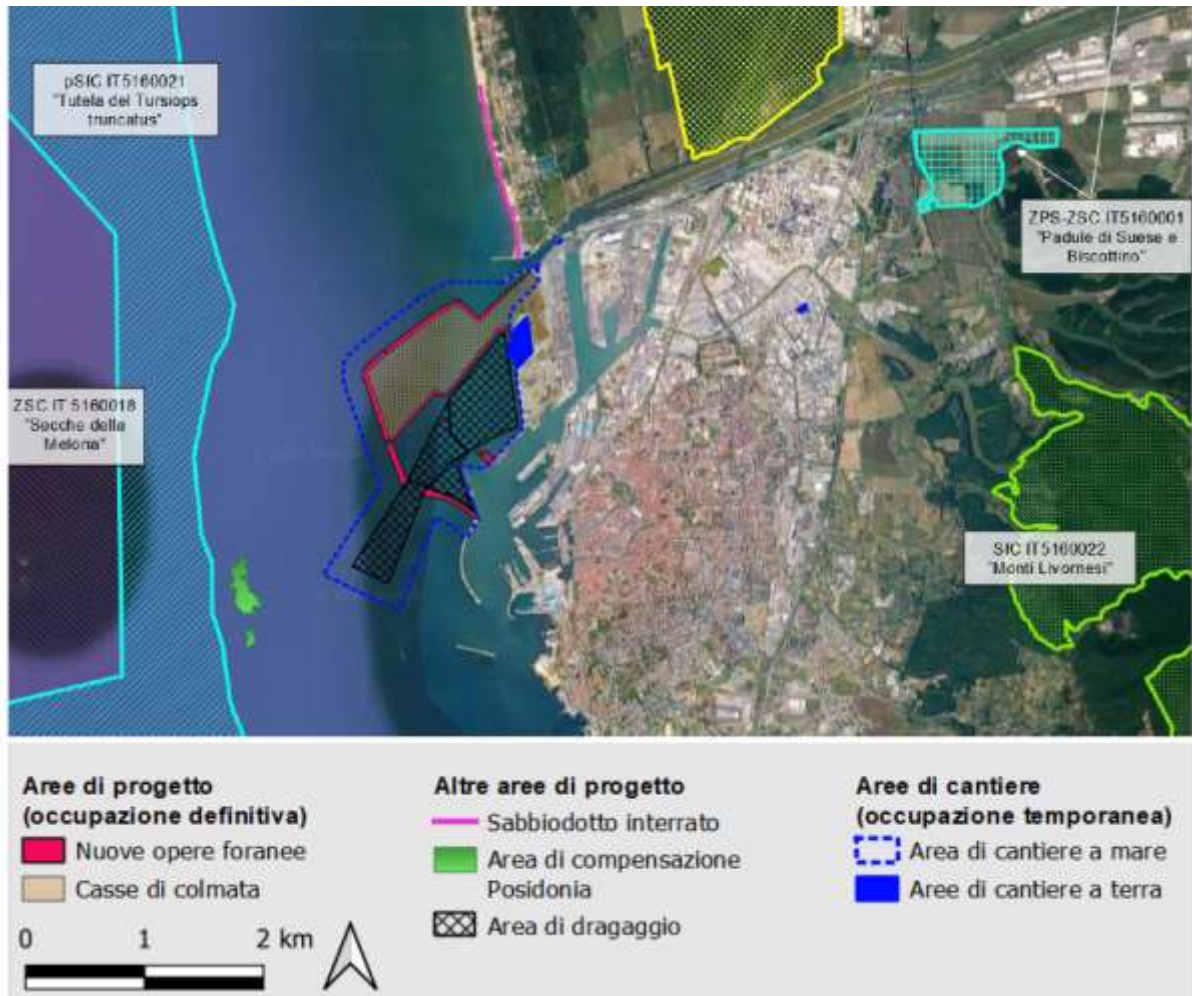 pSIC IT5160021
"Tutela del Tursiops
truncatus"
ZPS-ZSC IT5160001
"Padule di Suese e
Biscottino"
ZSC IT 5160018
"Secche della
Meloria"
SIC IT5160022
"Monti Livornesi"
Aree di progetto
(occupazione definitiva)
Nuove opere foranee
Casse di colmata
0 1 2 km
Altre aree di progetto
Sabbiodotto interrato
Area di compensazione
Posidonia
Area di dragaggio
Aree di cantiere
(occupazione temporanea)
Area di cantiere a mare
Aree di cantiere a terra